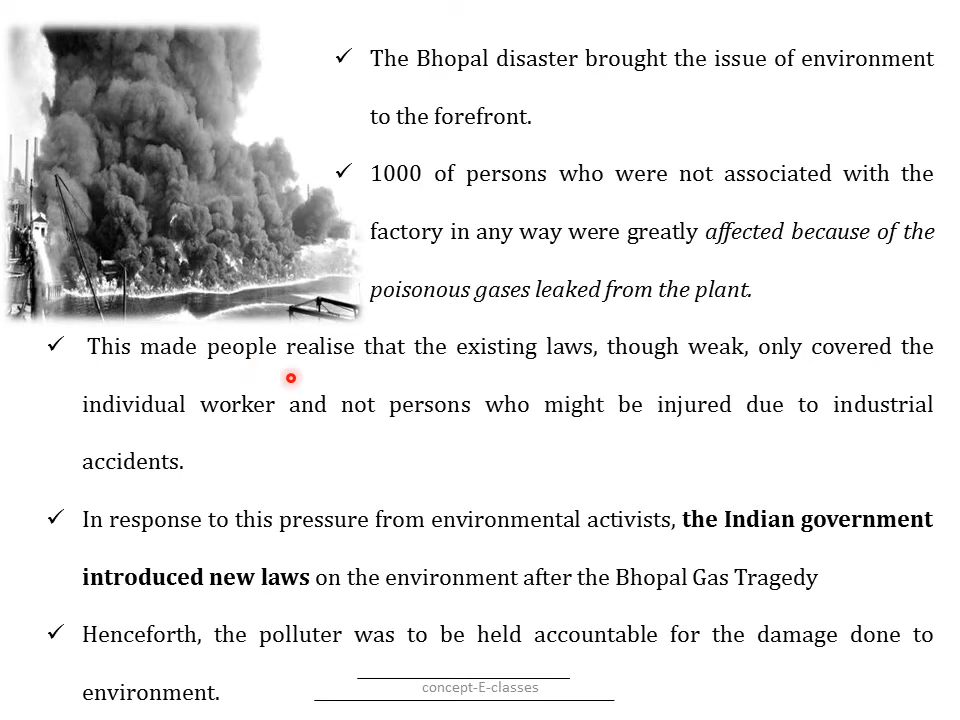 ✓ The Bhopal disaster brought the issue of environment
to the forefront.
✓ 1000 of persons who were not associated with the
factory in any way were greatly affected because of the
poisonous gases leaked from the plant.
✓ This made people realise that the existing laws, though weak, only covered the
individual worker and not persons who might be injured due to industrial
accidents.
✓ In response to this pressure from environmental activists, the Indian government
introduced new laws on the environment after the Bhopal Gas Tragedy
✓ Henceforth, the polluter was to be held accountable for the damage done to
environment.
concept-E-classes